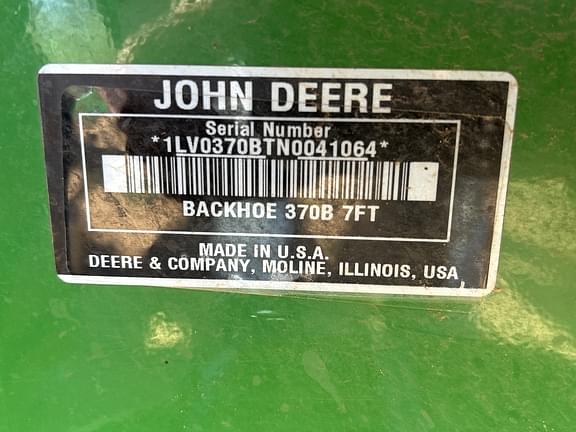 JOHN DEERE
Serial Number
*1LV0370BTN0041064*
BACKHOE 370B 7FT
MADE IN U.S.A.
DEERE & COMPANY, MOLINE, ILLINOIS, USA